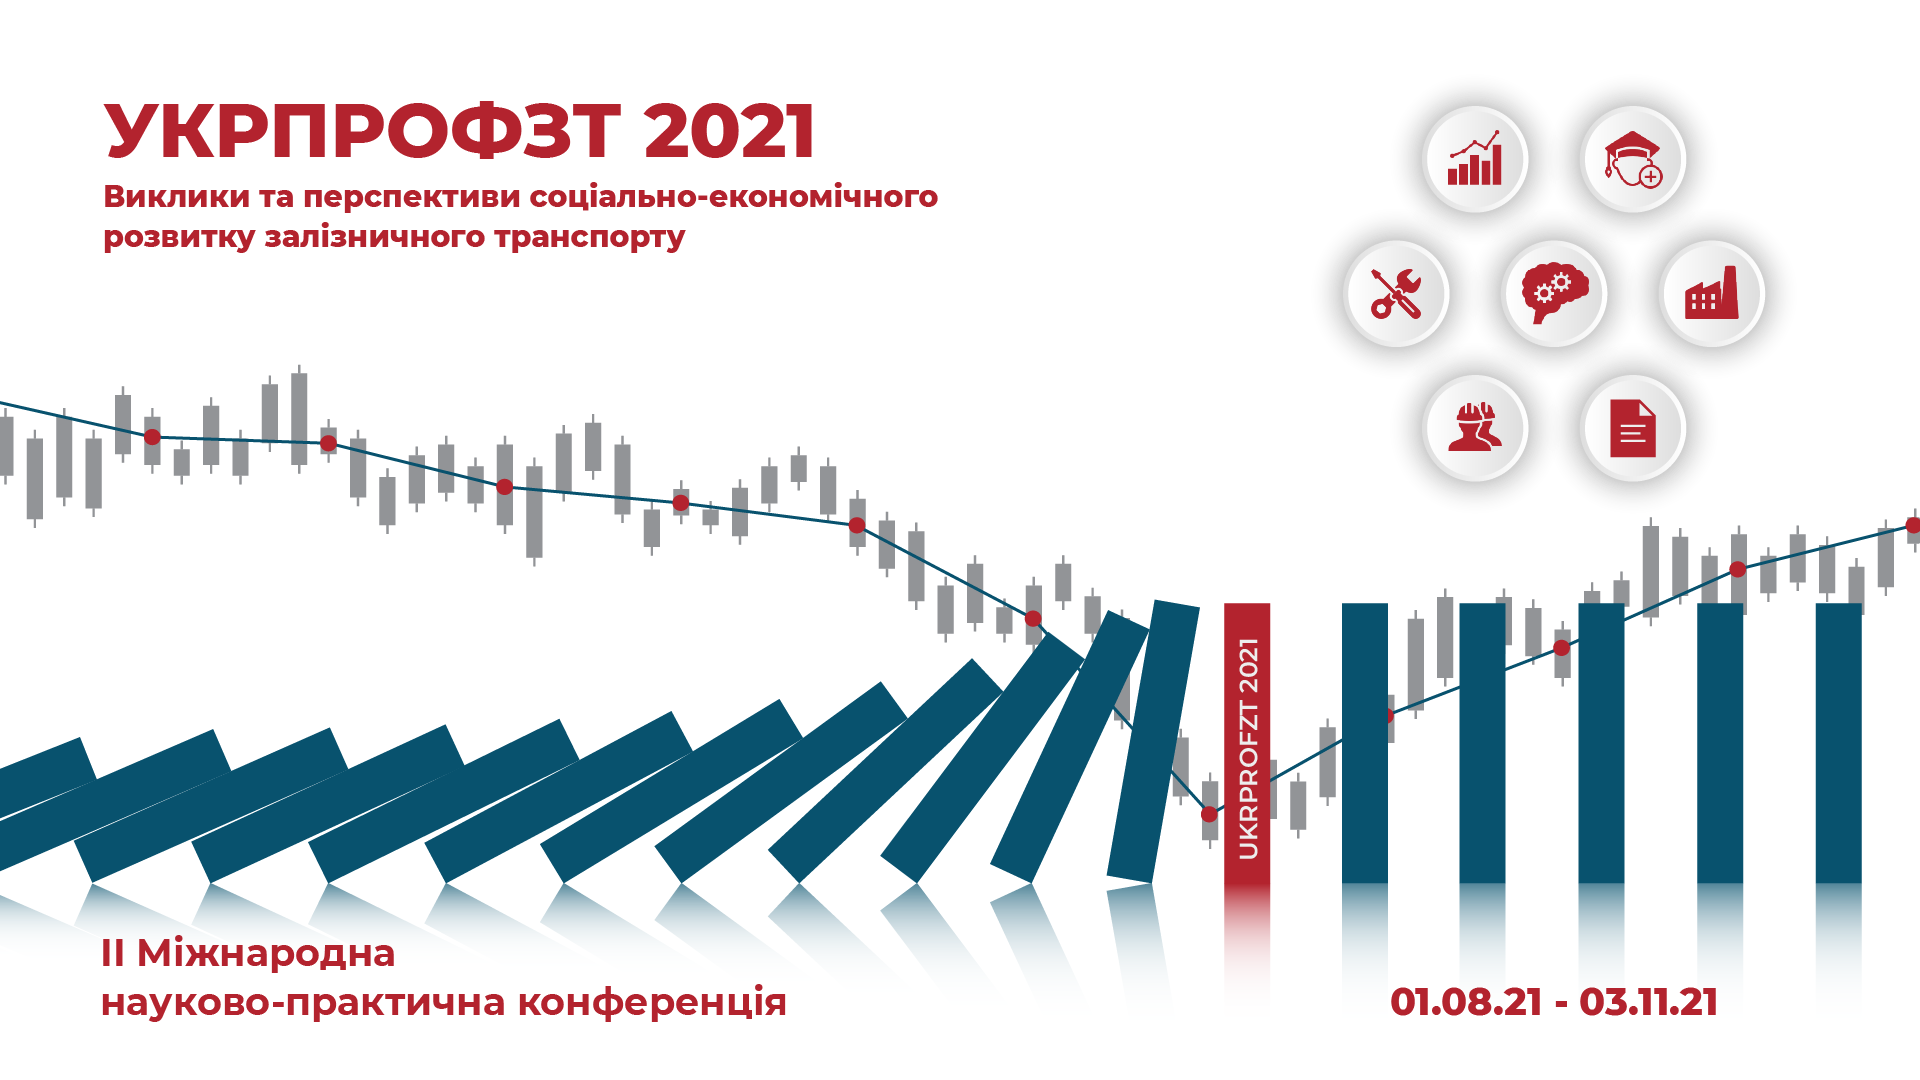 УКРПРОФЗТ 2021
Виклики та перспективи соціально-економічного
розвитку залізничного транспорту
UKRPROFZT 2021
II Міжнародна
науково-практична конференція
01.08.21 - 03.11.21